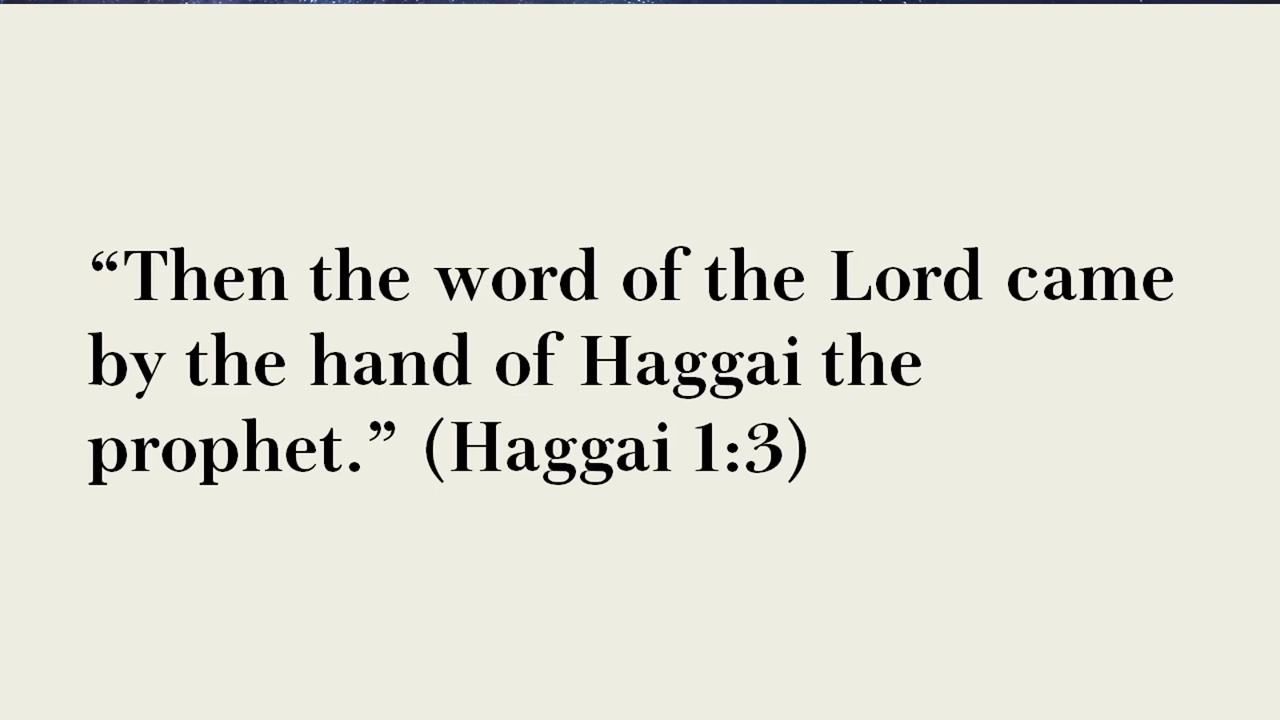 “Then the word of the Lord came
by the hand of Haggai the
prophet.” (Haggai 1:3)